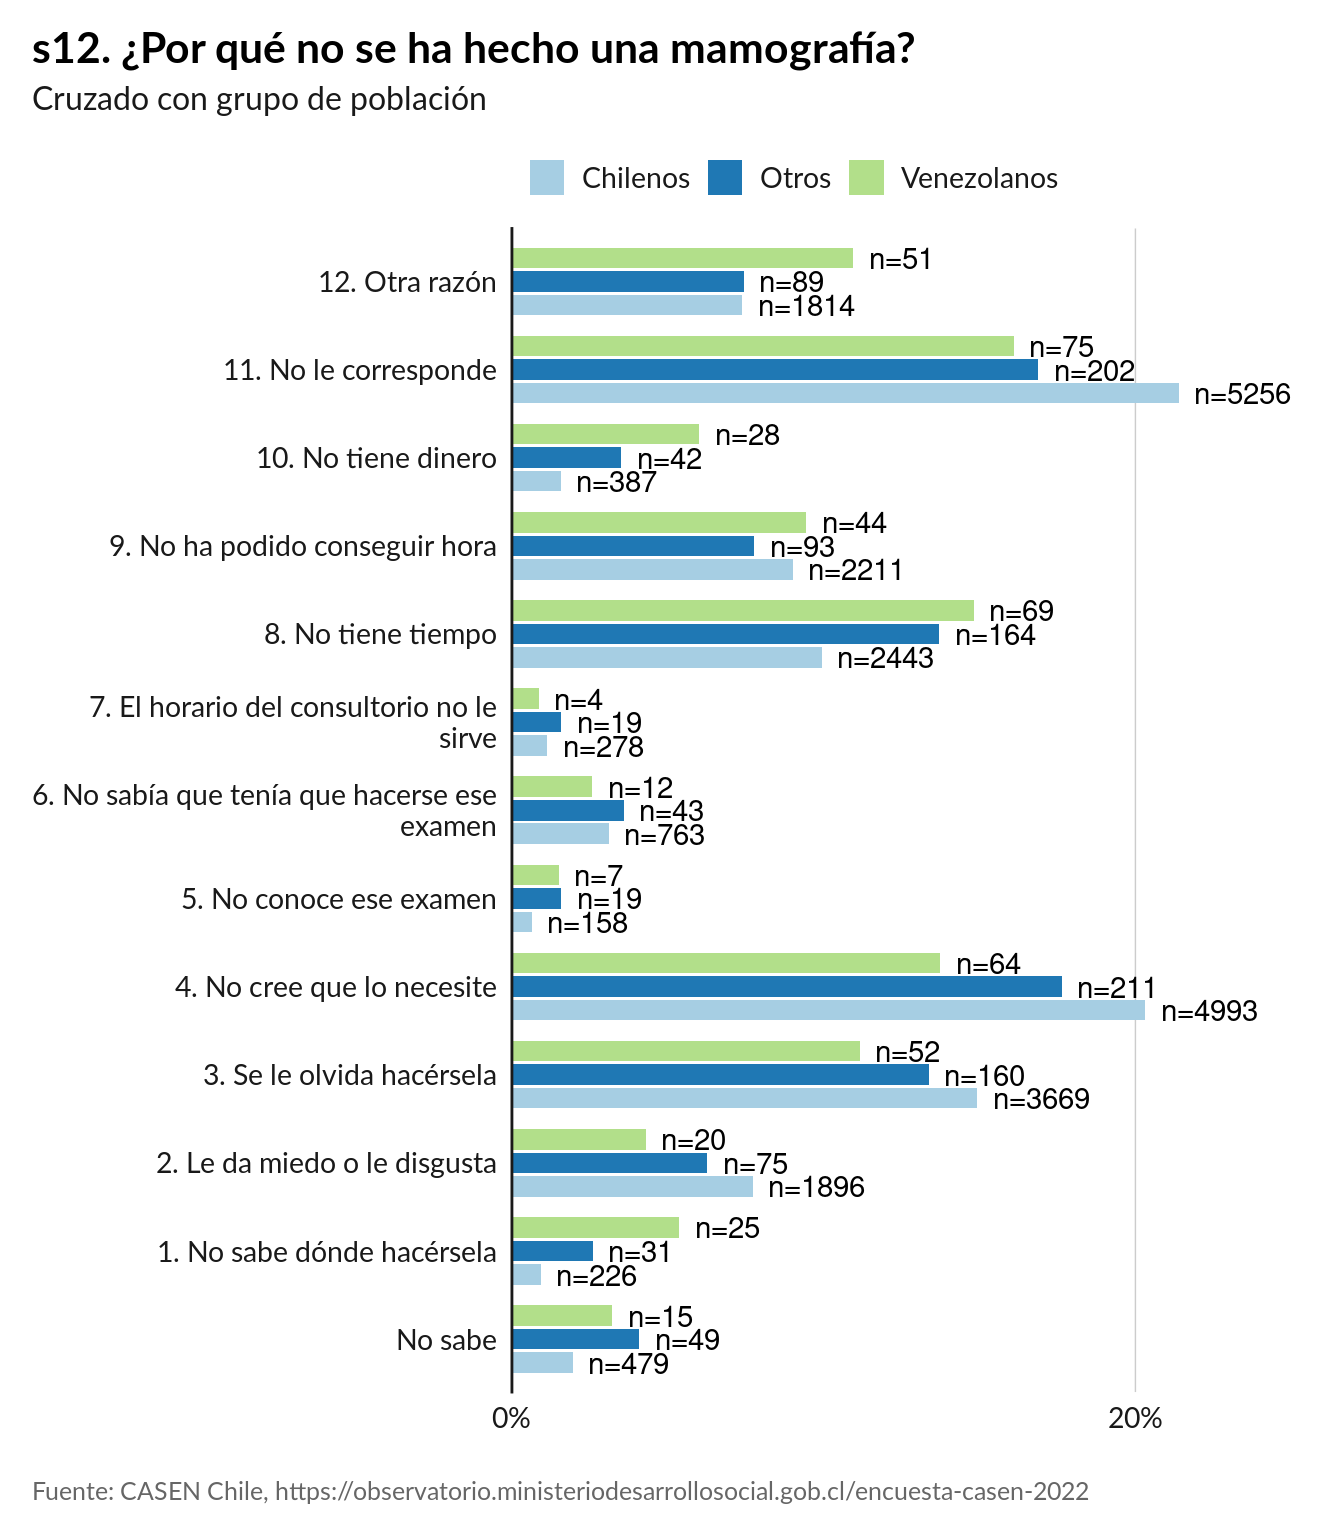 s12. ¿Por qué no se ha hecho una mamografía?
Cruzado con grupo de población
Chilenos Otros Venezolanos
12. Otra razón
n=51
n=89
n=1814
11. No le corresponde
n=75
n=202
n=5256
10. No tiene dinero
n=28
n=42
n=387
9. No ha podido conseguir hora
n=44
n=93
n=2211
8. No tiene tiempo
n=69
n=164
n=2443
7. El horario del consultorio no le
sirve
n=4
n=19
n=278
6. No sabía que tenía que hacerse ese
examen
n=12
n=43
n=763
5. No conoce ese examen
n=7
n=19
n=158
4. No cree que lo necesite
n=64
n=211
n=4993
3. Se le olvida hacérsela
n=52
n=160
n=3669
2. Le da miedo o le disgusta
n=20
n=75
n=1896
1. No sabe dónde hacérsela
n=25
n=31
n=226
No sabe
n=15
n=49
n=479
0% 20%
Fuente: CASEN Chile, https://observatorio.ministeriodesarrollosocial.gob.cl/encuesta-casen-2022